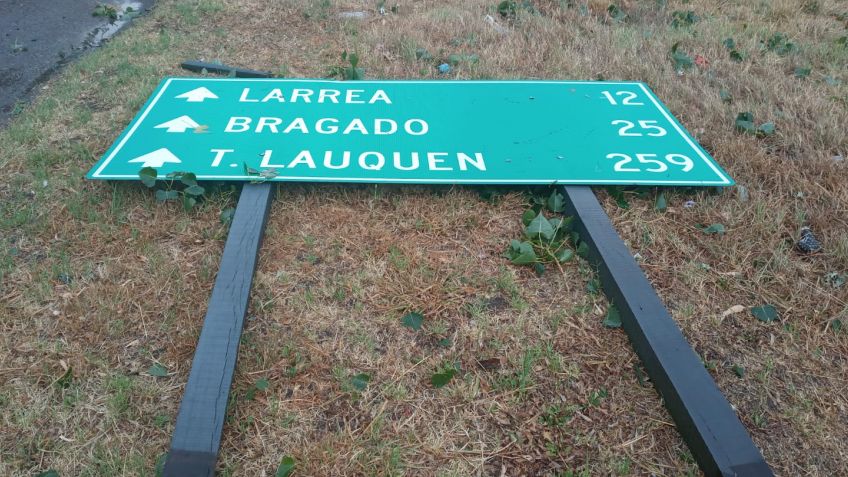 LARREA 12
BRAGADO 25
T. LAUQUEN 259